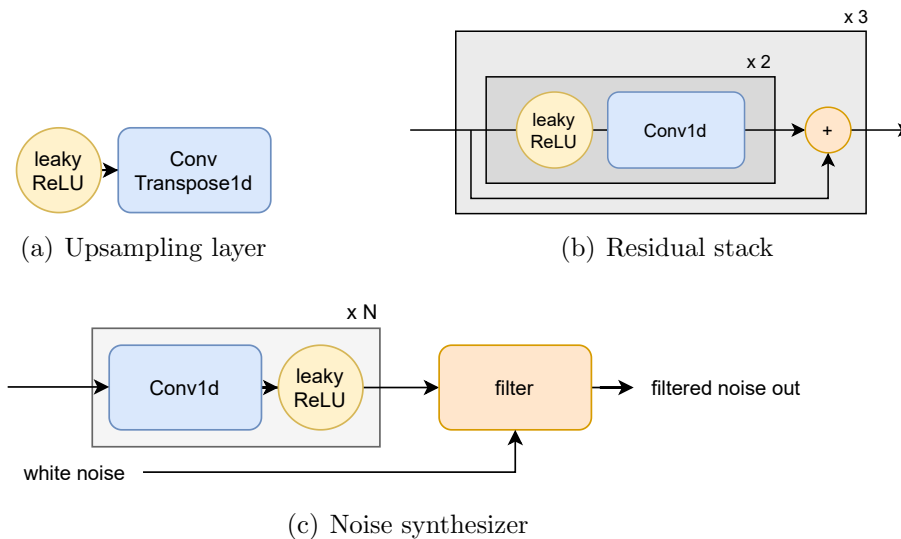 leaky
ReLU
Conv
Transpose1d
(a) Upsampling layer
x 3
x 2
leaky
ReLU
Conv1d
+
(b) Residual stack
x N
Conv1d
leaky
ReLU
filter
filtered noise out
white noise
(c) Noise synthesizer